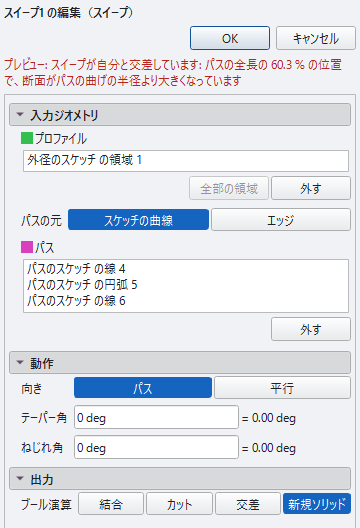 スイープ1 の編集 (スイープ)
OK キャンセル
プレビュー: スイープが自分と交差しています: パスの全長の 60.3 % の位置
で、断面がパスの曲げの半径より大きくなっています
入力ジオメトリ
プロファイル
外径のスケッチ の領域 1
全部の領域 外す
パスの元 スケッチの曲線 エッジ
パス
パスのスケッチ の線 4
パスのスケッチ の円弧 5
パスのスケッチ の線 6
外す
動作
向き パス 平行
テーパー角 0 deg = 0.00 deg
ねじれ角 0 deg = 0.00 deg
出力
ブール演算 結合 カット 交差 新規ソリッド